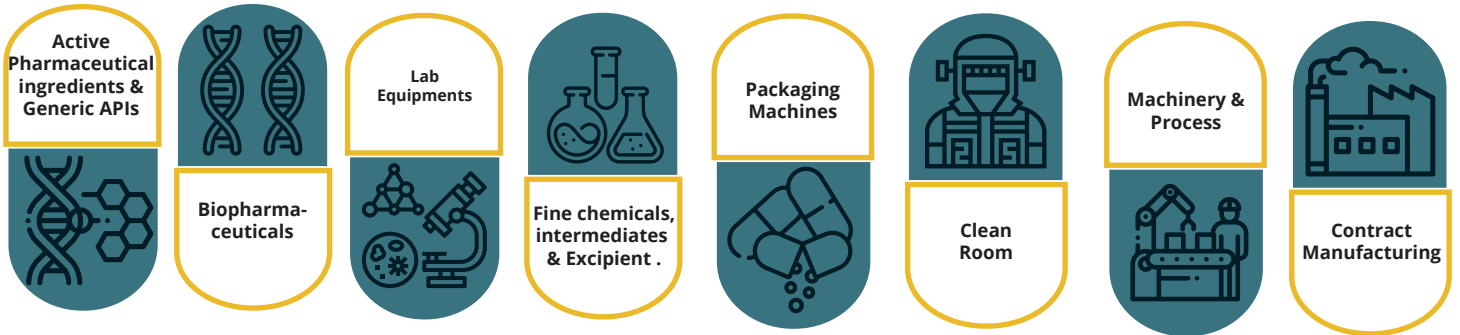 Active
Pharmaceutical
ingredients &
Generic APIs
Biopharma-
ceuticals
Lab
Equipments
Fine chemicals,
intermediates
& Excipient .
Packaging
Machines
Clean
Room
Machinery &
Process
Contract
Manufacturing